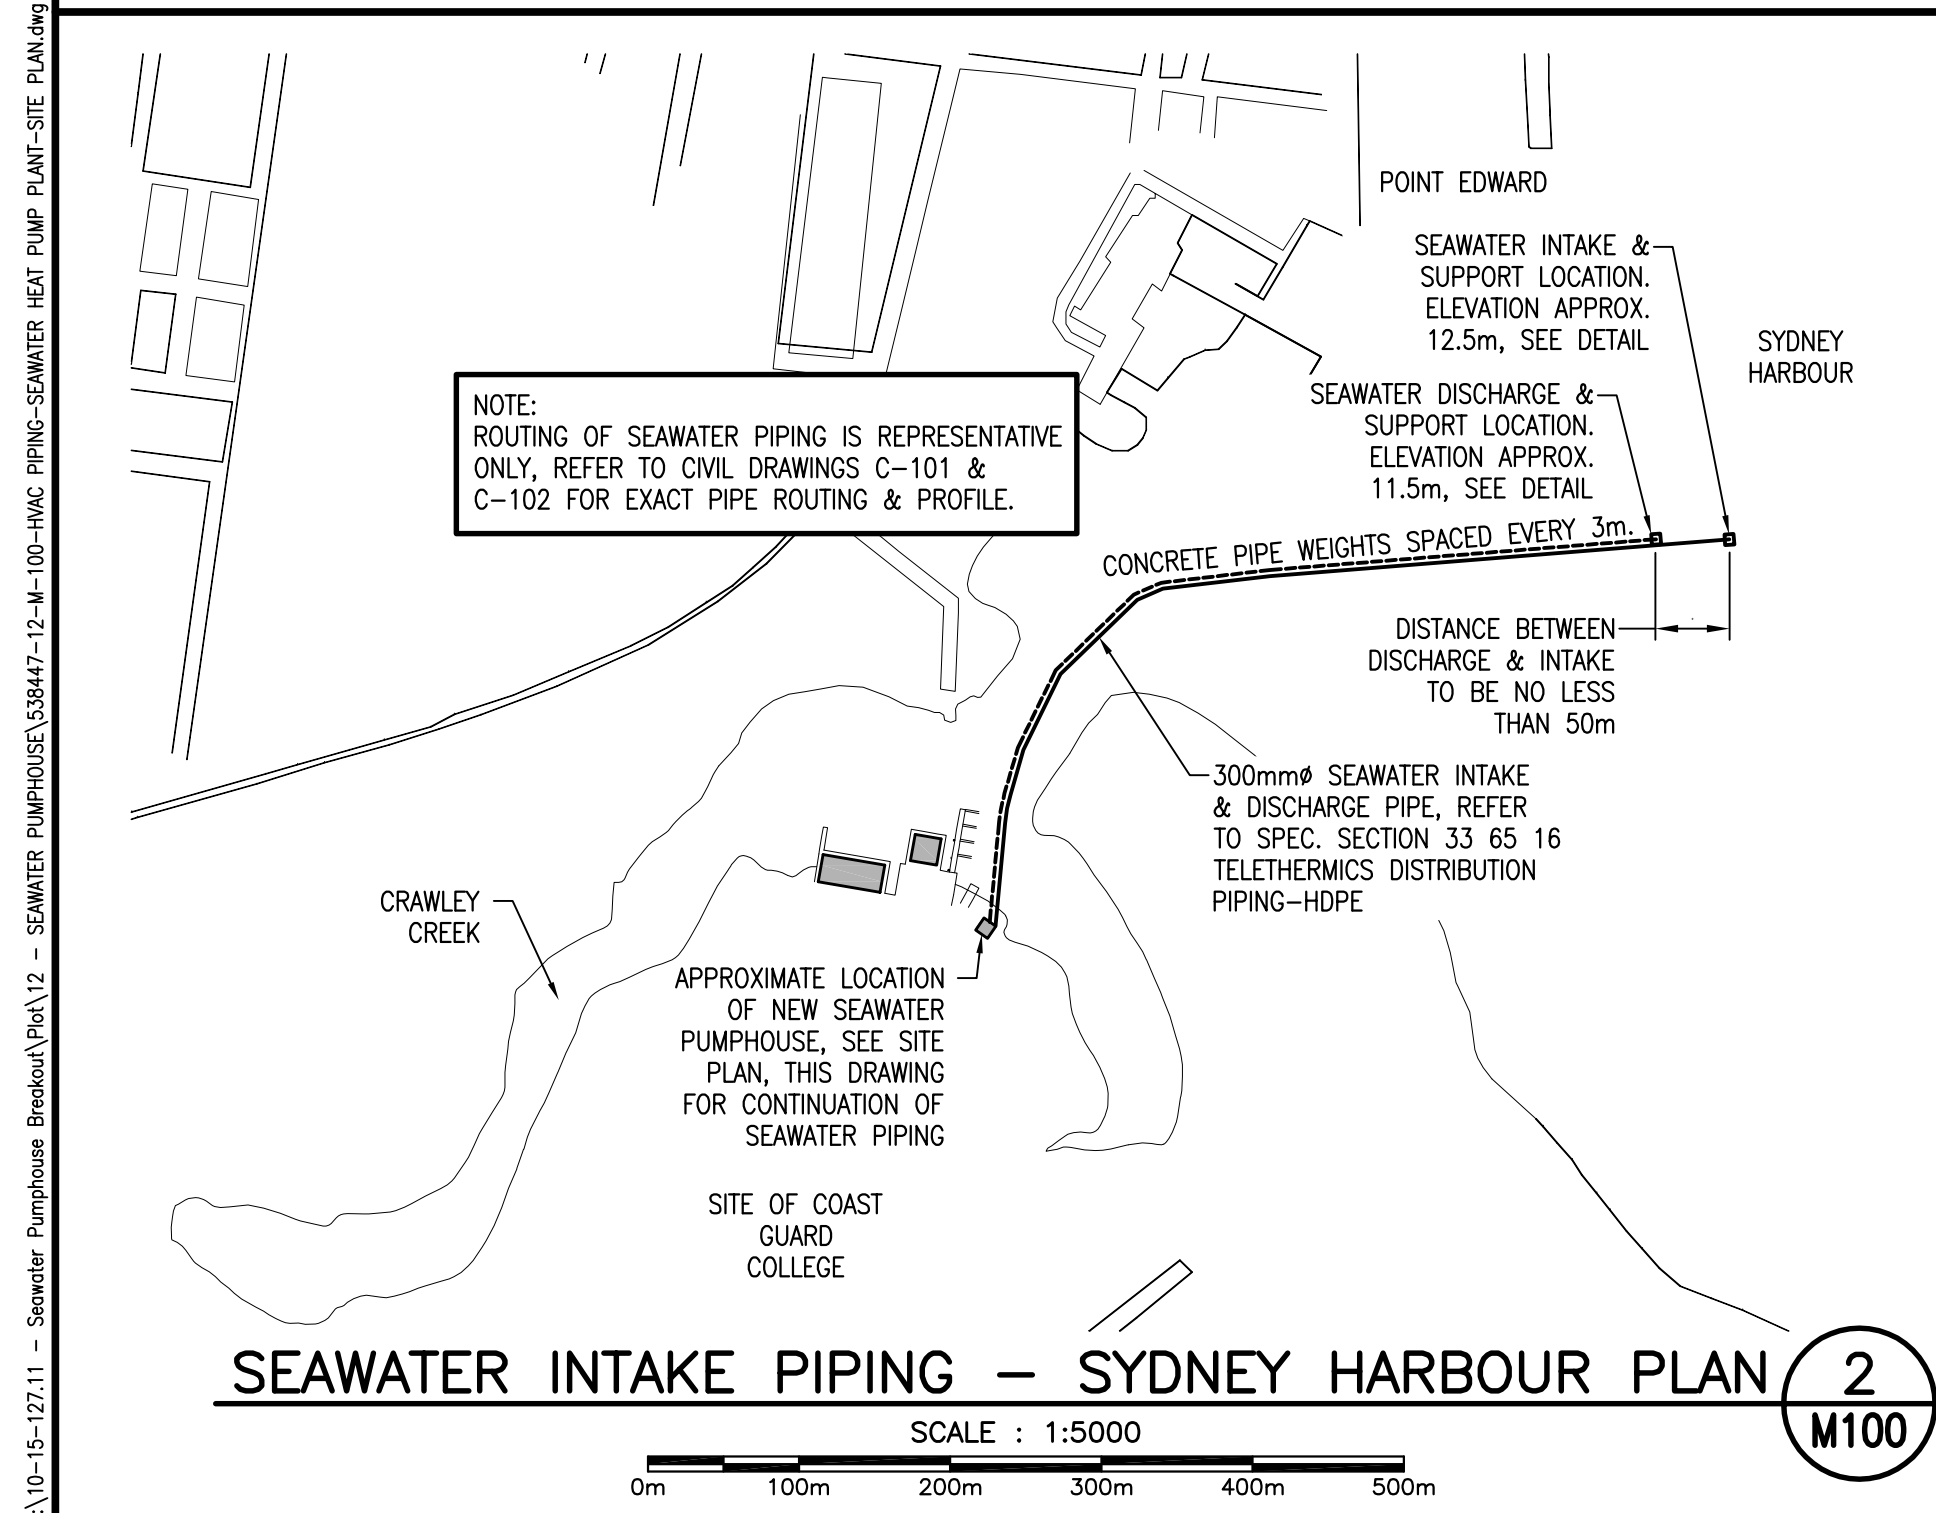 :\10-15-127.11 - Seawater Pumphouse Breakout\Plot\12 - SEAWATER PUMPHOUSE\538447-12-M-100-HVAC PIPING-SEAWATER HEAT PUMP PLANT-SITE PLAN.dwg
POINT EDWARD
SEAWATER INTAKE &
SUPPORT LOCATION.
ELEVATION APPROX.
12.5m, SEE DETAIL
SYDNEY
HARBOUR
SEAWATER DISCHARGE &
SUPPORT LOCATION.
ELEVATION APPROX.
11.5m, SEE DETAIL
NOTE:
ROUTING OF SEAWATER PIPING IS REPRESENTATIVE
ONLY, REFER TO CIVIL DRAWINGS C-101 &
C-102 FOR EXACT PIPE ROUTING & PROFILE.
CONCRETE PIPE WEIGHTS SPACED EVERY 3m.
DISTANCE BETWEEN
DISCHARGE & INTAKE
TO BE NO LESS
THAN 50m
300mmø SEAWATER INTAKE
& DISCHARGE PIPE, REFER
TO SPEC. SECTION 33 65 16
TELETHERMICS DISTRIBUTION
PIPING-HDPE
CRAWLEY
CREEK
APPROXIMATE LOCATION
OF NEW SEAWATER
PUMPHOUSE, SEE SITE
PLAN, THIS DRAWING
FOR CONTINUATION OF
SEAWATER PIPING
SITE OF COAST
GUARD
COLLEGE
SEAWATER INTAKE PIPING - SYDNEY HARBOUR PLAN
2
M100
SCALE : 1:5000
0m 100m 200m 300m 400m 500m